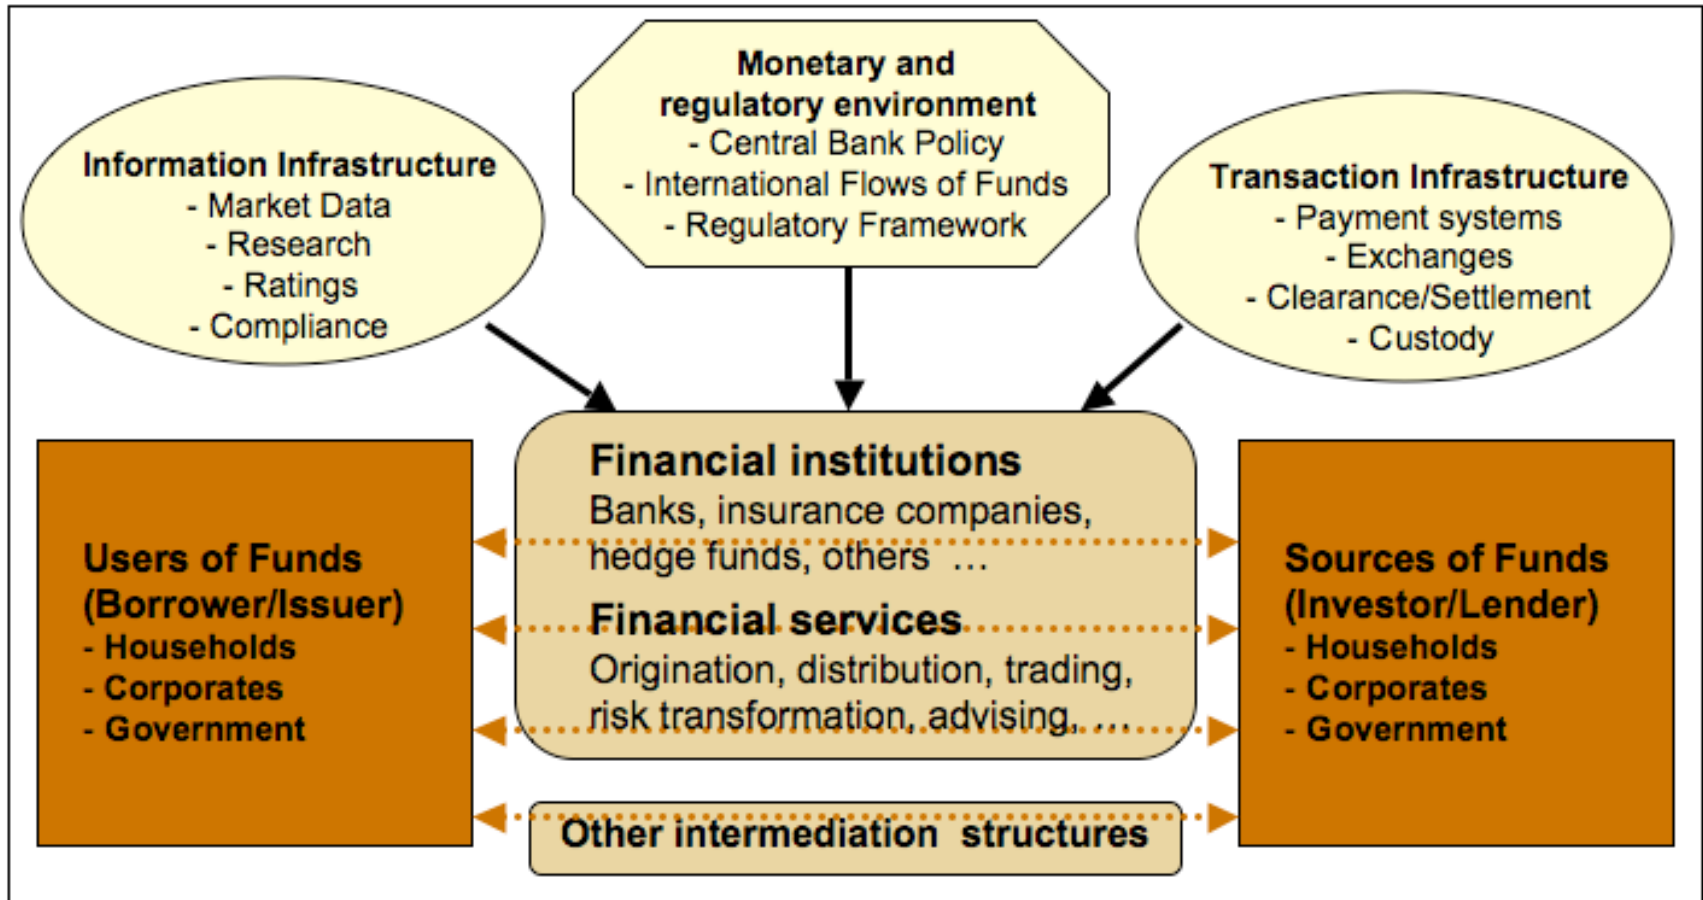 Monetary and
regulatory environment
- Central Bank Policy
- International Flows of Funds
- Regulatory Framework
Information Infrastructure
- Market Data
- Research
- Ratings
- Compliance
Transaction Infrastructure
- Payment systems
- Exchanges
- Clearance/Settlement
- Custody
Users of Funds
(Borrower/Issuer)
- Households
- Corporates
- Government
Financial institutions
Banks, insurance companies,
hedge funds, others ...
Financial services
Origination, distribution, trading,
risk transformation, advising, ...
Other intermediation structures
Sources of Funds
(Investor/Lender)
- Households
- Corporates
- Government